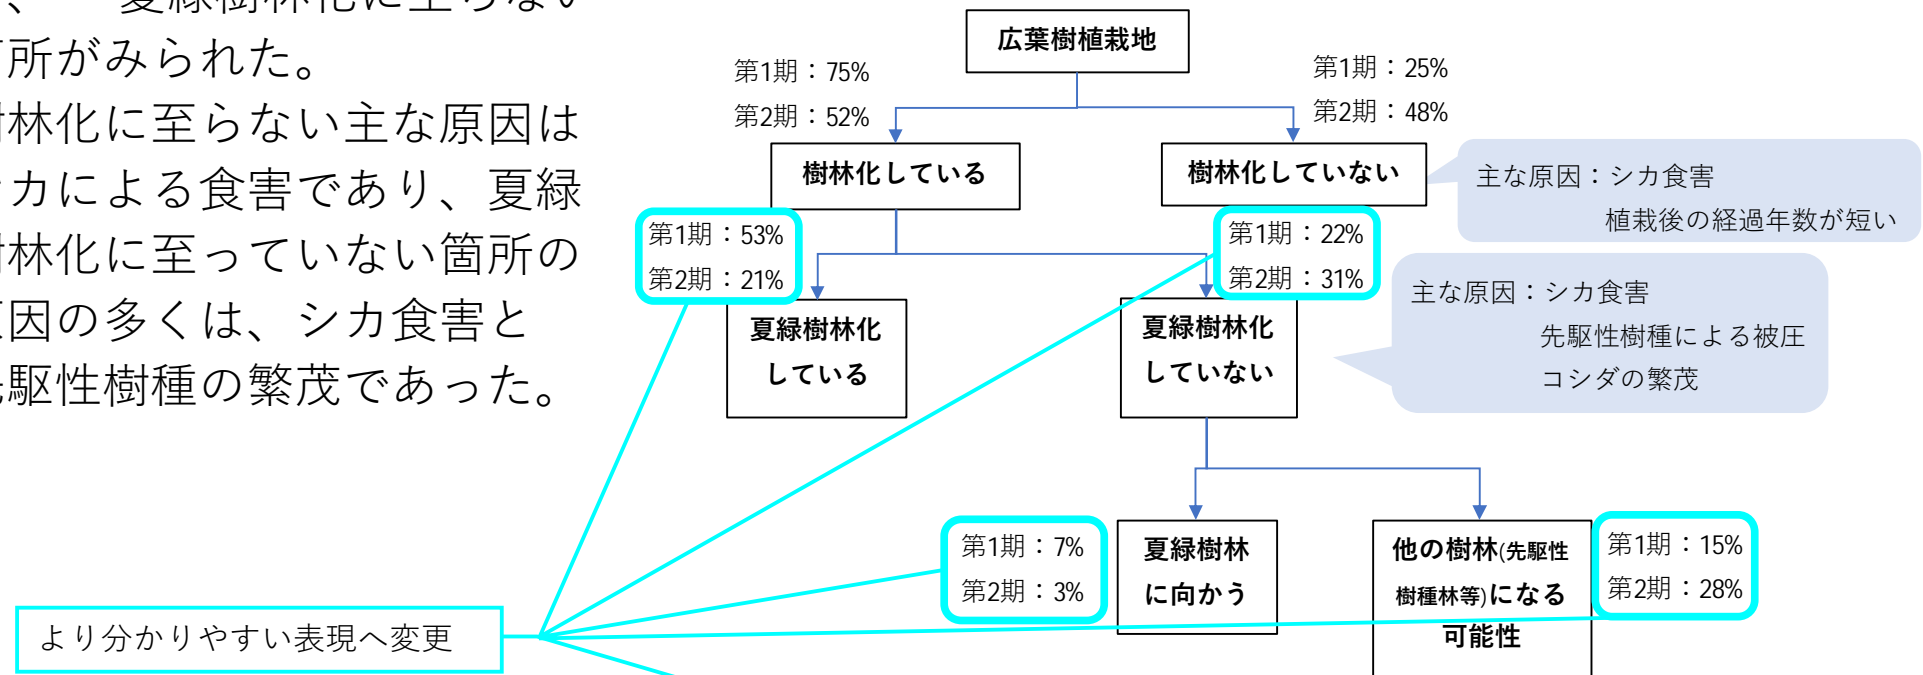 、 夏緑樹林化に至らない
所がみられた。
林化に至らない主な原因は
カによる食害であり、夏緑
林化に至っていない箇所の
因の多くは、シカ食害と
駆性樹種の繁茂であった。
広葉樹植栽地
第1期：75%
第2期：52%
第1期：25%
第2期：48%
樹林化している
樹林化していない
主な原因：シカ食害
植栽後の経過年数が短い
第1期：53%
第2期：21%
第1期：22%
第2期：31%
主な原因：シカ食害
先駆性樹種による被圧
コシダの繁茂
夏緑樹林化
している
夏緑樹林化
していない
第1期：7%
第2期：3%
夏緑樹林
に向かう
他の樹林(先駆性
樹種林等)になる
可能性
第1期：15%
第2期：28%
より分かりやすい表現へ変更